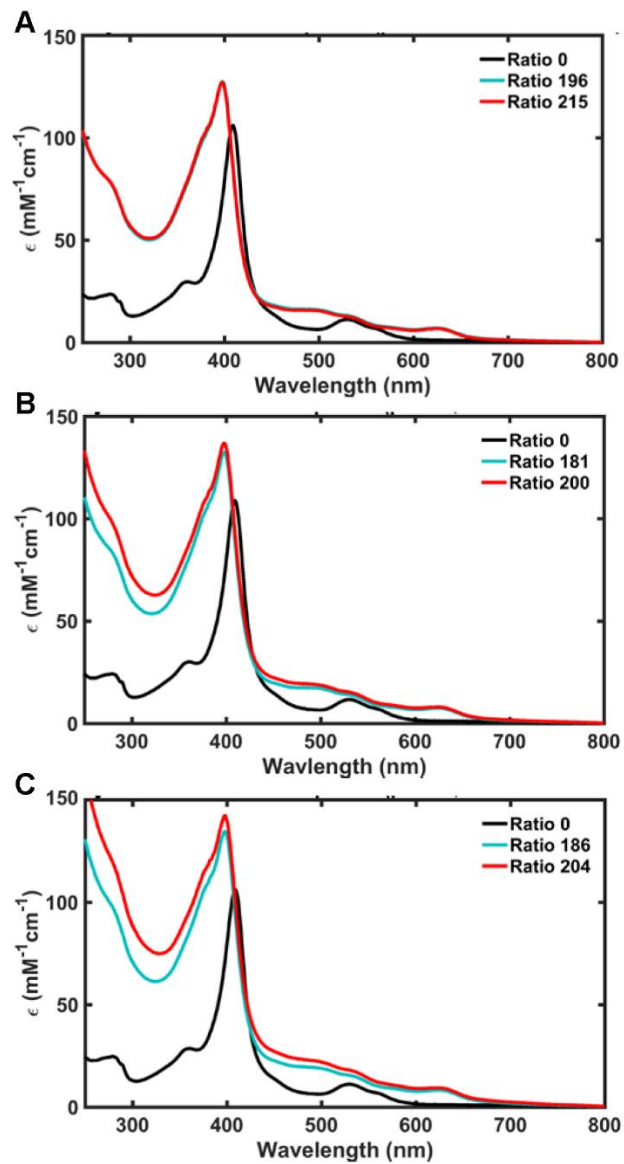 A
150
100
50
0
ϵ (mM-1cm-1)
Ratio 0
Ratio 196
Ratio 215
300 400 500 600 700 800
Wavelength (nm)
B
150
100
50
0
ϵ (mM-1cm-1)
Ratio 0
Ratio 181
Ratio 200
300 400 500 600 700 800
Wavlength (nm)
C
150
100
50
0
ϵ (mM-1cm-1)
Ratio 0
Ratio 186
Ratio 204
300 400 500 600 700 800
Wavelength (nm)